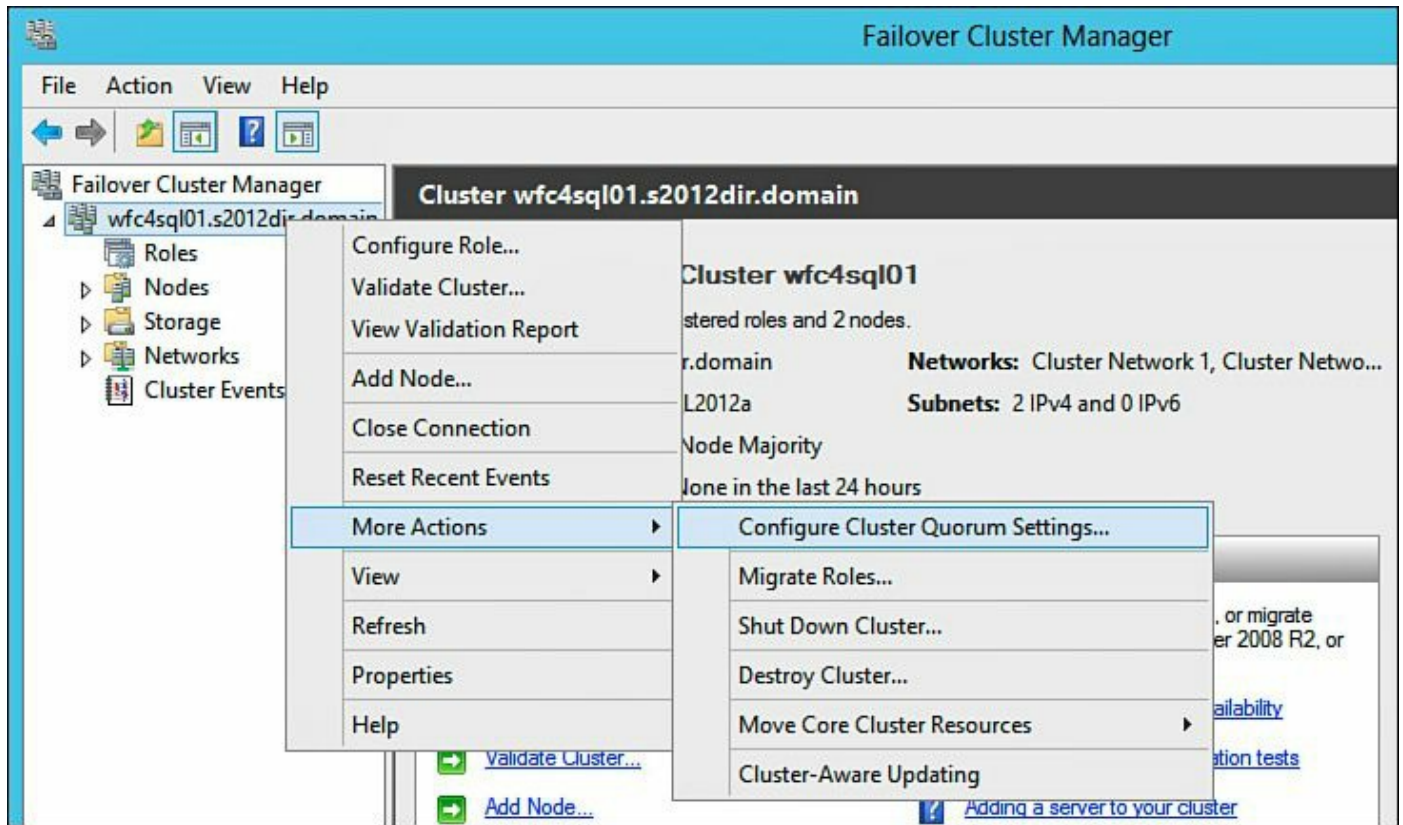 Failover Cluster Manager
File Action View Help
Failover Cluster Manager
wfc4sql01.s2012dir.domain
Roles
Nodes
Storage
Networks
Cluster Events
Configure Role...
Validate Cluster...
View Validation Report
Add Node...
Close Connection
Reset Recent Events
More Actions
View
Refresh
Properties
Help
Configure Cluster Quorum Settings...
Migrate Roles...
Shut Down Cluster...
Destroy Cluster...
Move Core Cluster Resources
Cluster-Aware Updating
Cluster wfc4sql01.s2012dir.domain
Cluster wfc4sql01
stered roles and 2 nodes.
r.domain Networks: Cluster Network 1, Cluster Netwo...
L2012a Subnets: 2 IPv4 and 0 IPv6
Node Majority
None in the last 24 hours
, or migrate
er 2008 R2, or
ailability
Validate Cluster... ation tests
Add Node... Adding a server to your cluster